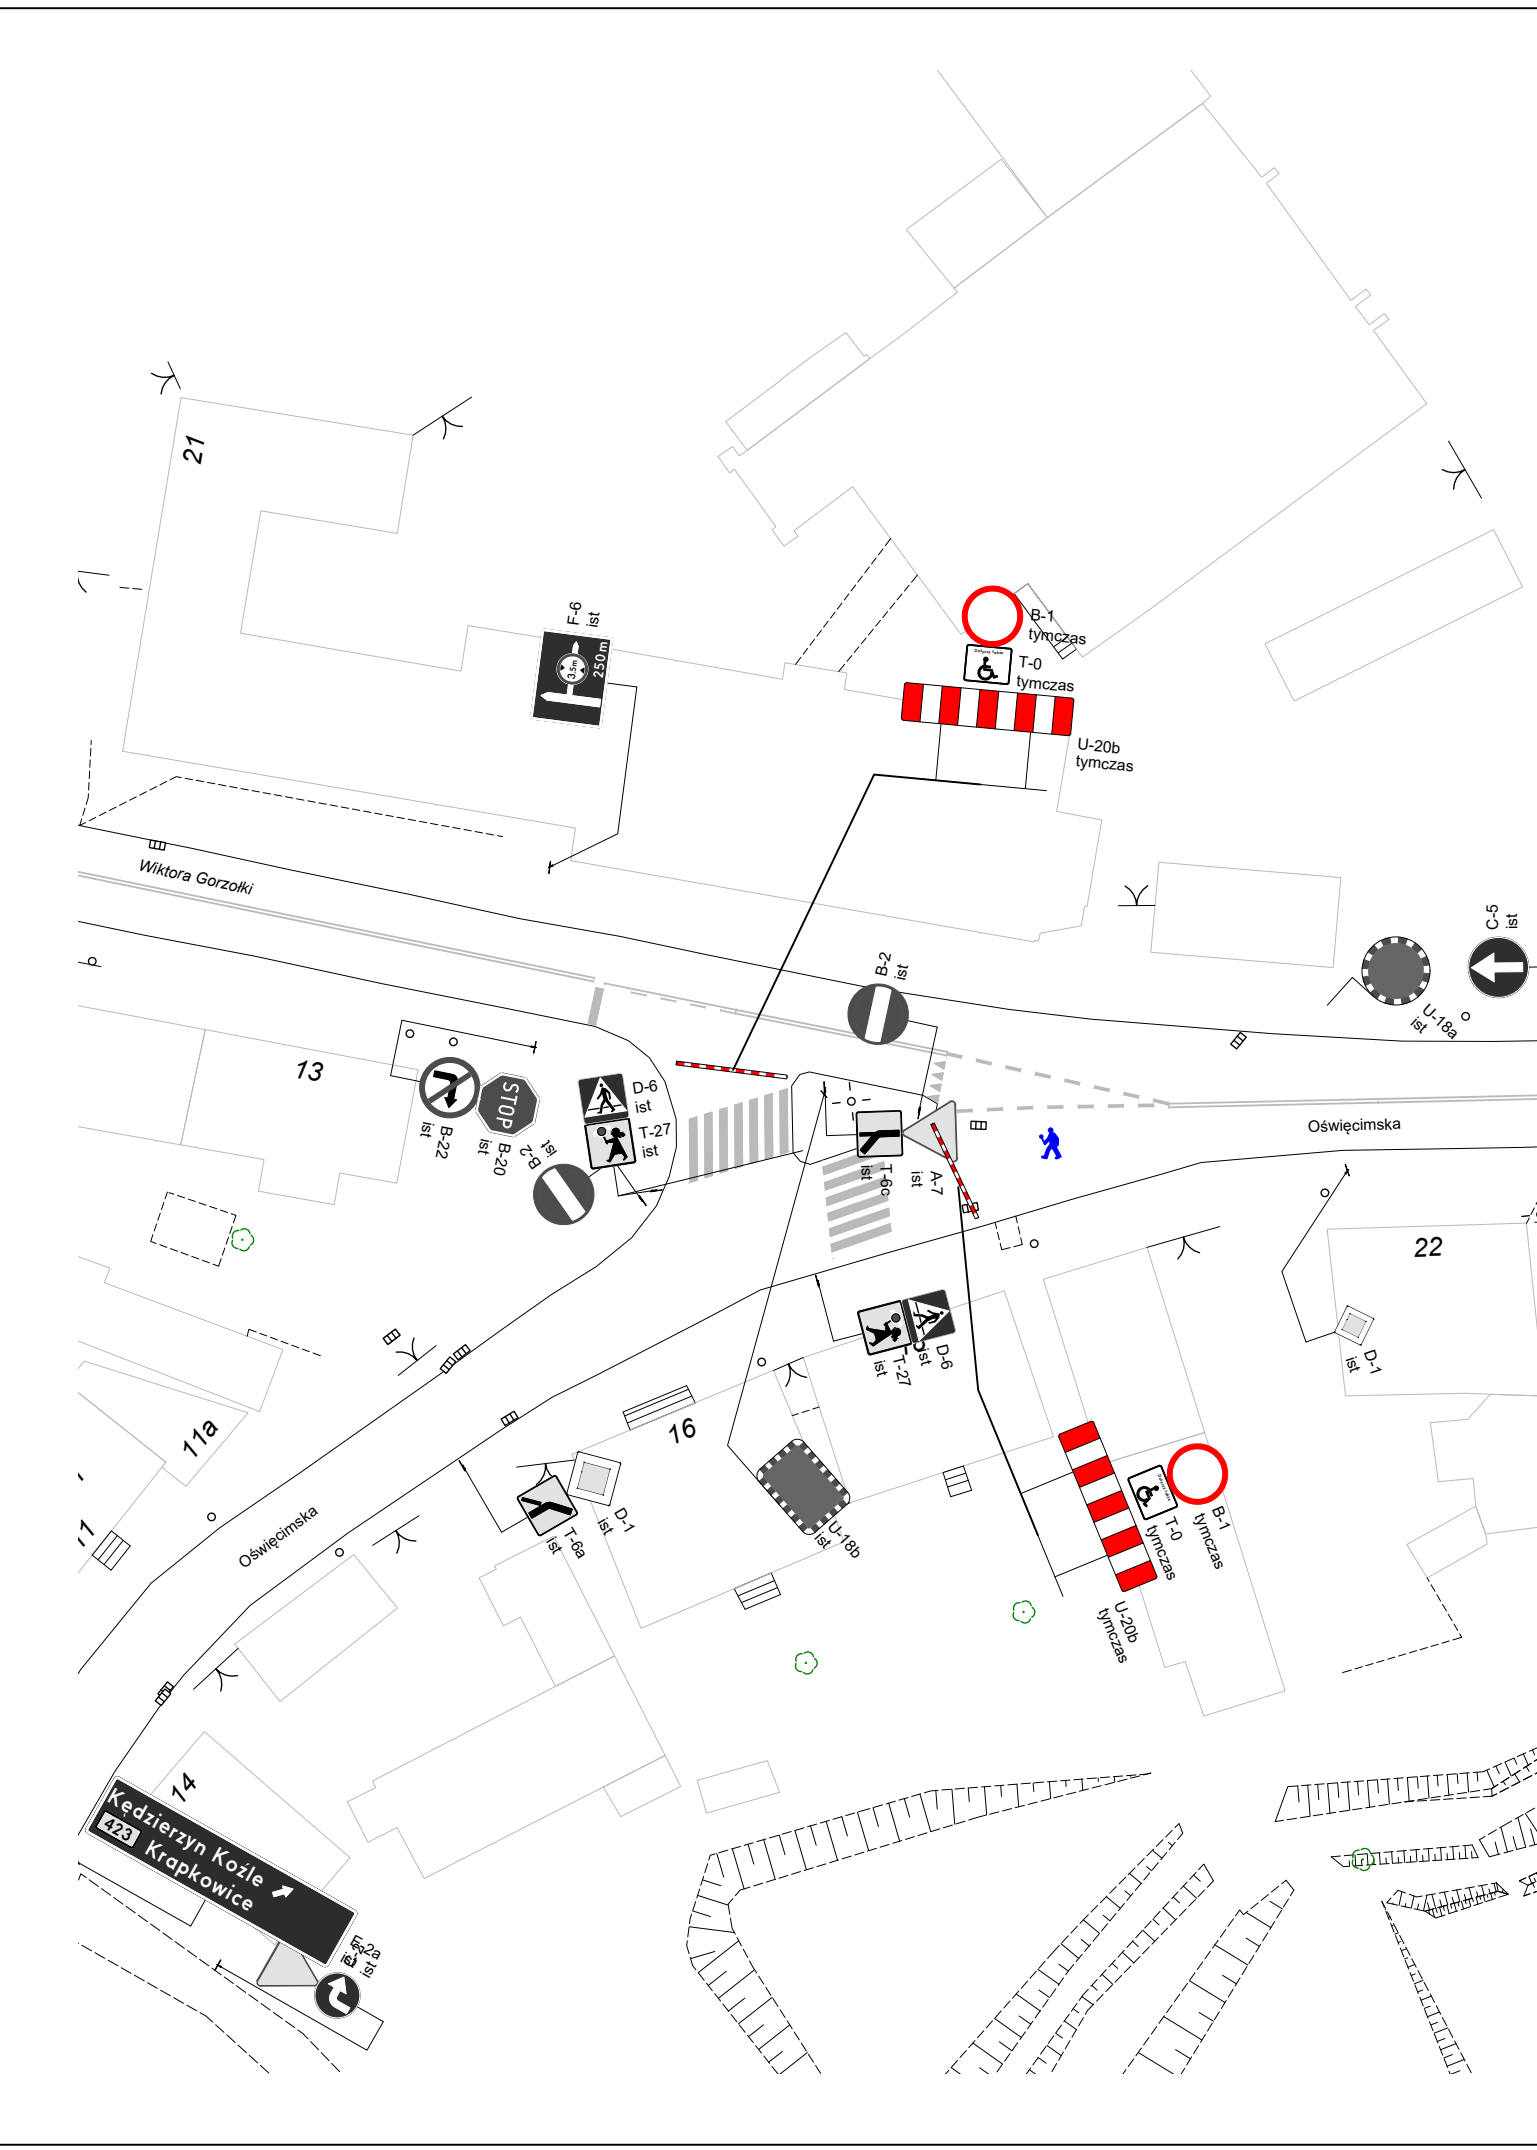 21
F-6
ist
3.5m
250 m
B-1
tymczas
T-0
tymczas
U-20b
tymczas
Wiktora Gorzołki
B-2
ist
C-5
ist
U-18a
ist
13
STOP
B-22
ist
B-20
ist
B-2
ist
D-6
ist
T-27
ist
T-6c
ist
A-7
ist
Oświęcimska
22
D-1
ist
D-6
ist
T-27
ist
11a
16
11
Oświęcimska
T-6a
ist
D-1
ist
U-18b
ist
B-1
tymczas
T-0
tymczas
U-20b
tymczas
14
Kędzierzyn Koźle
423 Krapkowice
E-2a
ist